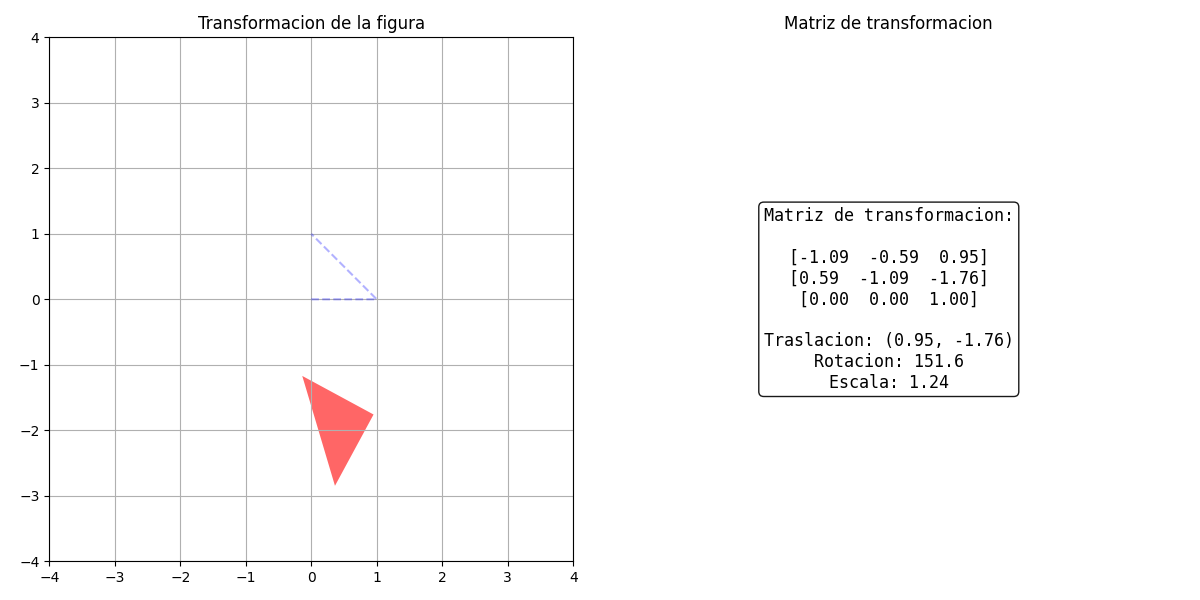 Transformacion de la figura
4
3
2
1
0
−1
−2
−3
−4
−4 −3 −2 −1 0 1 2 3 4
Matriz de transformacion
Matriz de transformacion:
[-1.09 -0.59 0.95]
[0.59 -1.09 -1.76]
[0.00 0.00 1.00]
Traslacion: (0.95, -1.76)
Rotacion: 151.6
Escala: 1.24